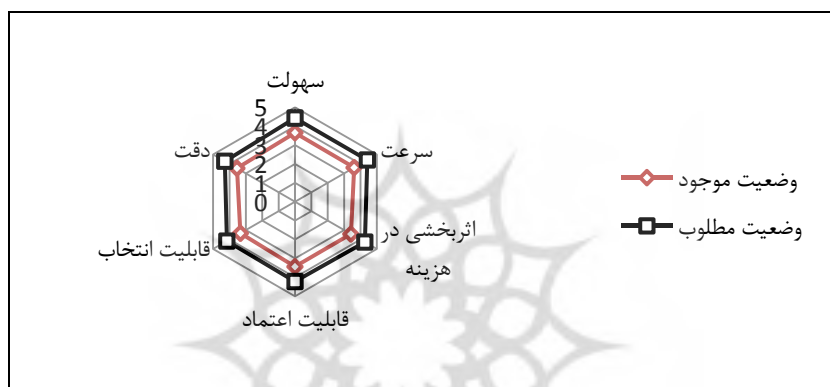 سهولت
5
4
3
2
1
0
سرعت
دقت
اثربخشی در
هزینه
قابلیت انتخاب
قابلیت اعتماد
وضعیت موجود
وضعیت مطلوب